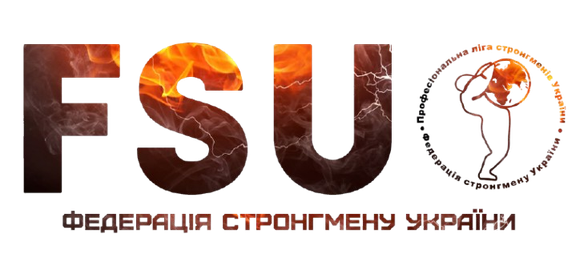 FSU
Професіональна ліга стронгменів України
• Федерація стронгмену України •
ФЕДЕРАЦІЯ СТРОНГМЕНУ УКРАЇНИ